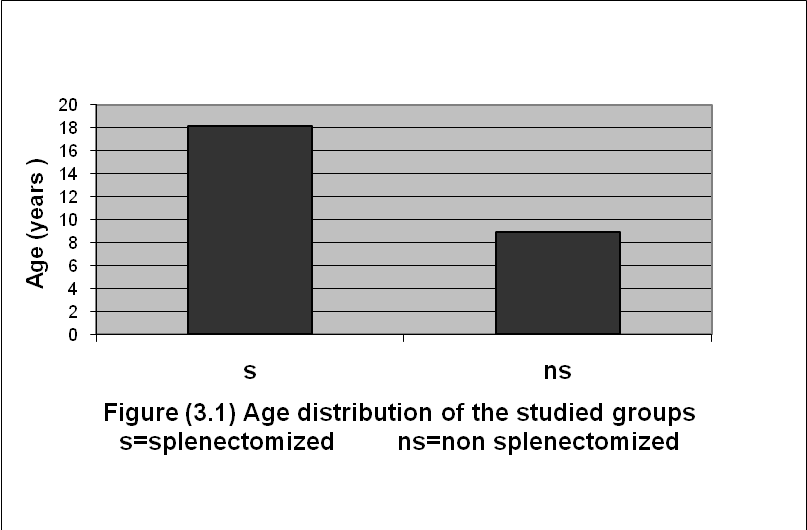 20
18
16
14
12
10
8
6
4
2
0
Age (years )
s ns
Figure (3.1) Age distribution of the studied groups
s=splenectomized ns=non splenectomized